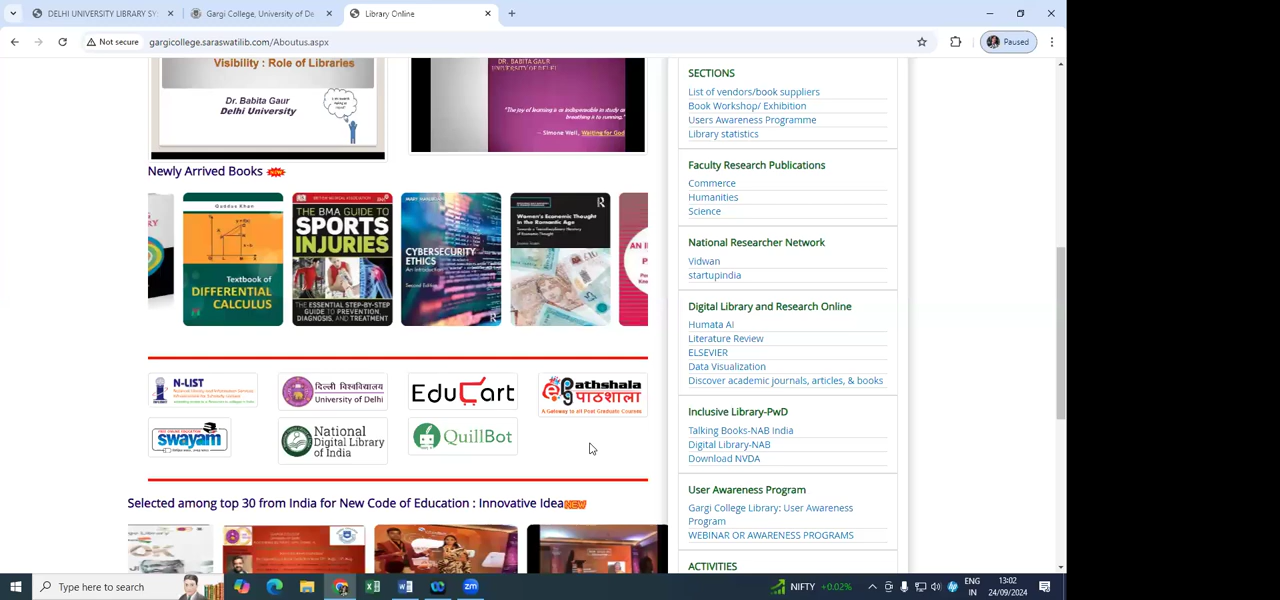 DELHI UNIVERSITY LIBRARY SY
Gargi College, University of De
Library Online
Not secure
gargicollege.saraswatilib.com/Aboutus.aspx
Paused
Visibility : Role of Libraries
Dr. Babita Gaur
Delhi University
DR. BABITA GAUR
UNIVERSITY OF DELHI
"The joy of learning is as indispensable in study as
breathing is to running."
— Simone Weil, Waiting for God
Newly Arrived Books
Quddus Khan
Textbook of
DIFFERENTIAL
CALCULUS
THE BMA GUIDE TO
SPORTS
INJURIES
THE ESSENTIAL STEP-BY-STEP
GUIDE TO PREVENTION,
DIAGNOSIS, AND TREATMENT
CYBERSECURITY
ETHICS
An Introduction
Second Edition
R
Women's Economic Thought
in the Romantic Age
AN I
P
N-LIST
दिल्ली विश्वविद्यालय
University of Delhi
EduCart
epg Pathshala
पाठशाला
A Gateway to all Post Graduate Courses
swayam
National
Digital Library
of India
QuillBot
Selected among top 30 from India for New Code of Education : Innovative Idea NEW
SECTIONS
List of vendors/book suppliers
Book Workshop/ Exhibition
Users Awareness Programme
Library statistics
Faculty Research Publications
Commerce
Humanities
Science
National Researcher Network
Vidwan
startupindia
Digital Library and Research Online
Humata AI
Literature Review
ELSEVIER
Data Visualization
Discover academic journals, articles, & books
Inclusive Library-PwD
Talking Books-NAB India
Digital Library-NAB
Download NVDA
User Awareness Program
Gargi College Library: User Awareness
Program
WEBINAR OR AWARENESS PROGRAMS
ACTIVITIES
Type here to search
NIFTY +0.02%
ENG
IN
13:02
24/09/2024